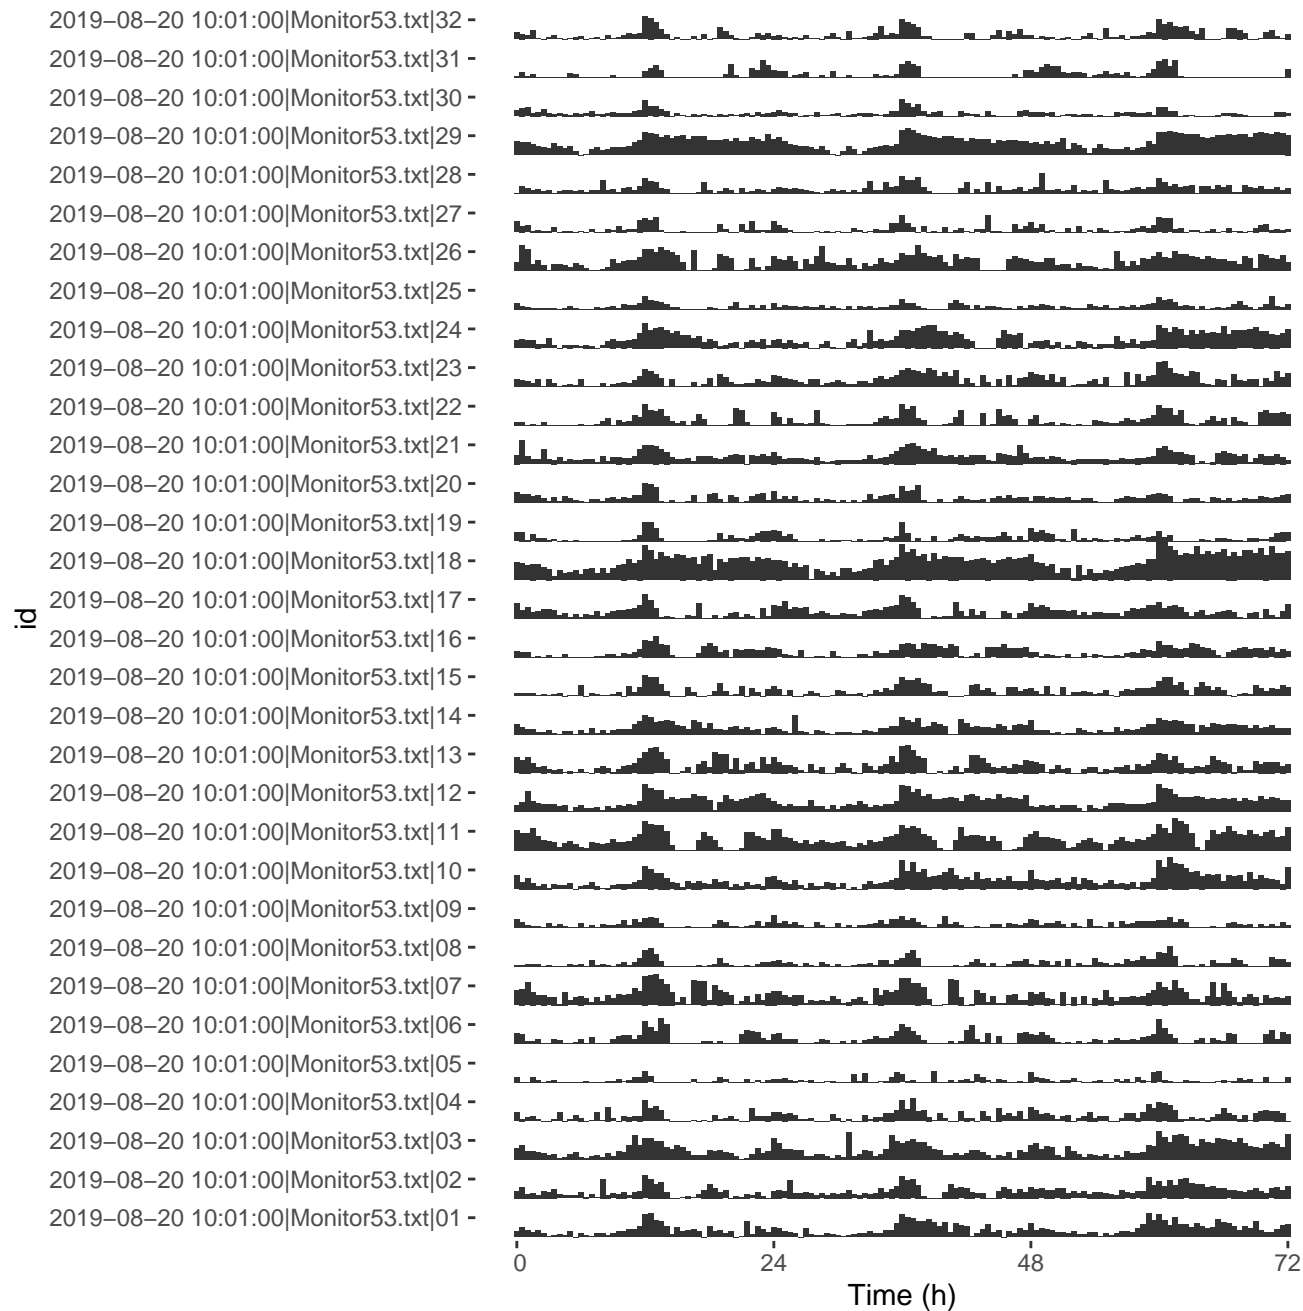 2019−08−20 10:01:00|Monitor53.txt|32
2019−08−20 10:01:00|Monitor53.txt|31
2019−08−20 10:01:00|Monitor53.txt|30
2019−08−20 10:01:00|Monitor53.txt|29
2019−08−20 10:01:00|Monitor53.txt|28
2019−08−20 10:01:00|Monitor53.txt|27
2019−08−20 10:01:00|Monitor53.txt|26
2019−08−20 10:01:00|Monitor53.txt|25
2019−08−20 10:01:00|Monitor53.txt|24
2019−08−20 10:01:00|Monitor53.txt|23
2019−08−20 10:01:00|Monitor53.txt|22
2019−08−20 10:01:00|Monitor53.txt|21
2019−08−20 10:01:00|Monitor53.txt|20
2019−08−20 10:01:00|Monitor53.txt|19
2019−08−20 10:01:00|Monitor53.txt|18
2019−08−20 10:01:00|Monitor53.txt|17
2019−08−20 10:01:00|Monitor53.txt|16
2019−08−20 10:01:00|Monitor53.txt|15
2019−08−20 10:01:00|Monitor53.txt|14
2019−08−20 10:01:00|Monitor53.txt|13
2019−08−20 10:01:00|Monitor53.txt|12
2019−08−20 10:01:00|Monitor53.txt|11
2019−08−20 10:01:00|Monitor53.txt|10
2019−08−20 10:01:00|Monitor53.txt|09
2019−08−20 10:01:00|Monitor53.txt|08
2019−08−20 10:01:00|Monitor53.txt|07
2019−08−20 10:01:00|Monitor53.txt|06
2019−08−20 10:01:00|Monitor53.txt|05
2019−08−20 10:01:00|Monitor53.txt|04
2019−08−20 10:01:00|Monitor53.txt|03
2019−08−20 10:01:00|Monitor53.txt|02
2019−08−20 10:01:00|Monitor53.txt|01
id
0 24 48 72
Time (h)